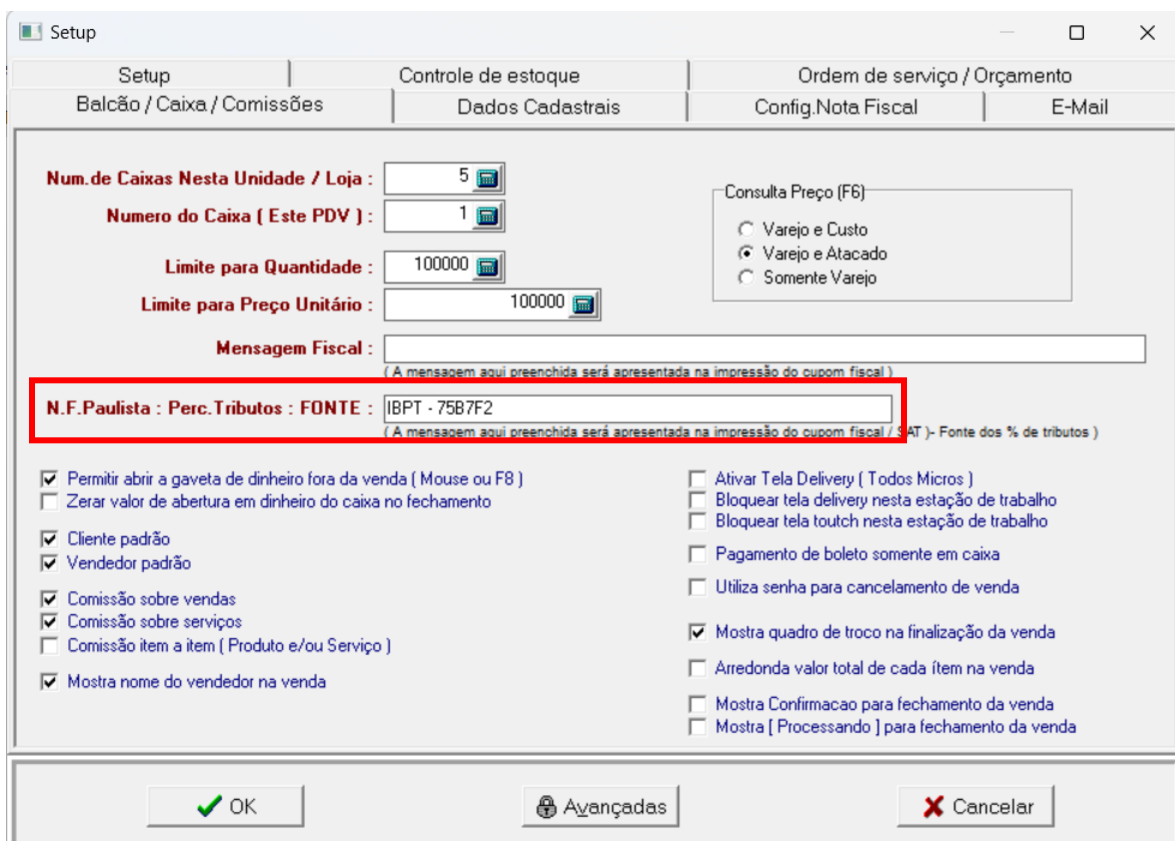 Setup
Setup Controle de estoque Ordem de serviço / Orçamento
Balcão / Caixa / Comissões Dados Cadastrais Config.Nota Fiscal E-Mail
Num.de Caixas Nesta Unidade / Loja : 5
Numero do Caixa ( Este PDV ) : 1
Limite para Quantidade : 100000
Limite para Preço Unitário : 100000
Consulta Preço (F6)
Varejo e Custo
Varejo e Atacado
Somente Varejo
Mensagem Fiscal :
( A mensagem aqui preenchida será apresentada na impressão do cupom fiscal )
N.F.Paulista : Perc.Tributos : FONTE : IBPT - 75B7F2
( A mensagem aqui preenchida será apresentada na impressão do cupom fiscal / SAT )- Fonte dos % de tributos )
Permitir abrir a gaveta de dinheiro fora da venda ( Mouse ou F8 )
Zerar valor de abertura em dinheiro do caixa no fechamento
Cliente padrão
Vendedor padrão
Comissão sobre vendas
Comissão sobre serviços
Comissão item a item ( Produto e/ou Serviço )
Mostra nome do vendedor na venda
Ativar Tela Delivery ( Todos Micros )
Bloquear tela delivery nesta estação de trabalho
Bloquear tela toutch nesta estação de trabalho
Pagamento de boleto somente em caixa
Utiliza senha para cancelamento de venda
Mostra quadro de troco na finalização da venda
Arredonda valor total de cada ítem na venda
Mostra Confirmacao para fechamento da venda
Mostra [ Processando ] para fechamento da venda
OK Avançadas Cancelar